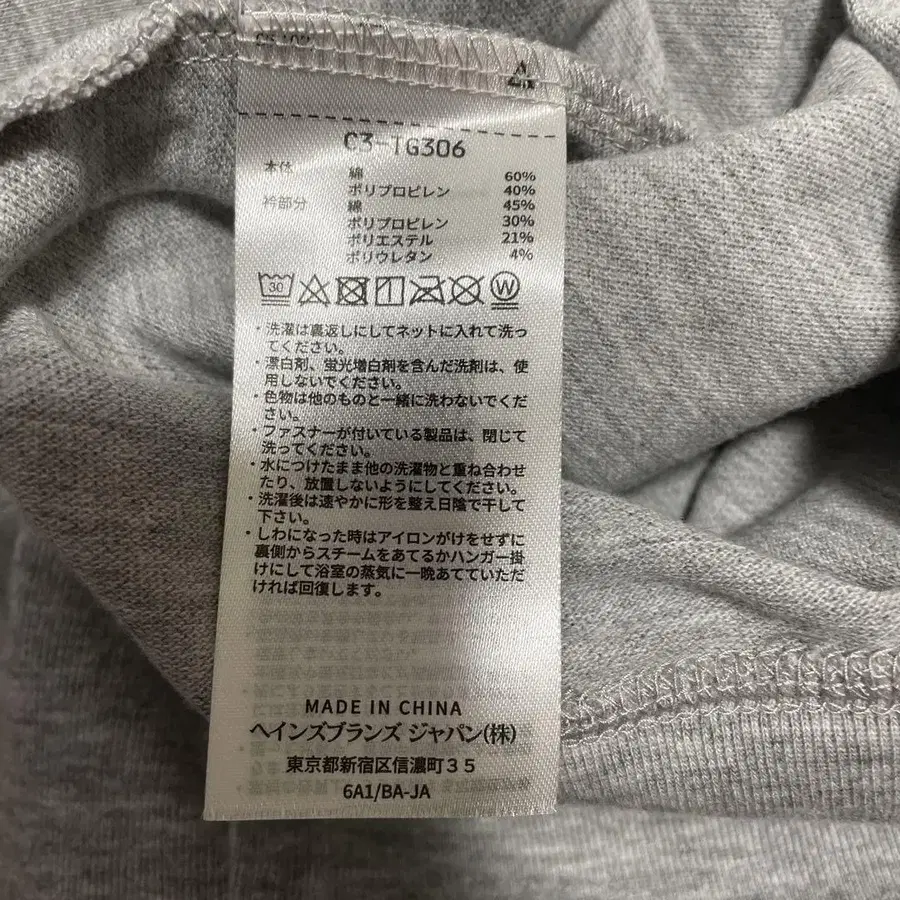 C3-TG306
本体 綿 60%
ポリプロピレン 40%
衿部分 綿 45%
ポリプロピレン 30%
ポリエステル 21%
ポリウレタン 4%
30 W
・洗濯は裏返しにしてネットに入れて洗っ
てください。
・漂白剤、蛍光増白剤を含んだ洗剤は、使
用しないでください。
・色物は他のものと一緒に洗わないでくだ
さい。
・ファスナーが付いている製品は、閉じて
洗ってください。
・水につけたまま他の洗濯物と重ね合わせ
たり、放置しないようにしてください。
・洗濯後は速やかに形を整え日陰で干して
下さい。
・しわになった時はアイロンがけをせずに
裏側からスチームをあてるかハンガー掛
けにして浴室の蒸気に一晩あてていただ
ければ回復します。
MADE IN CHINA
ヘインズブランズ ジャパン(株)
東京都新宿区信濃町35
6A1/BA-JA